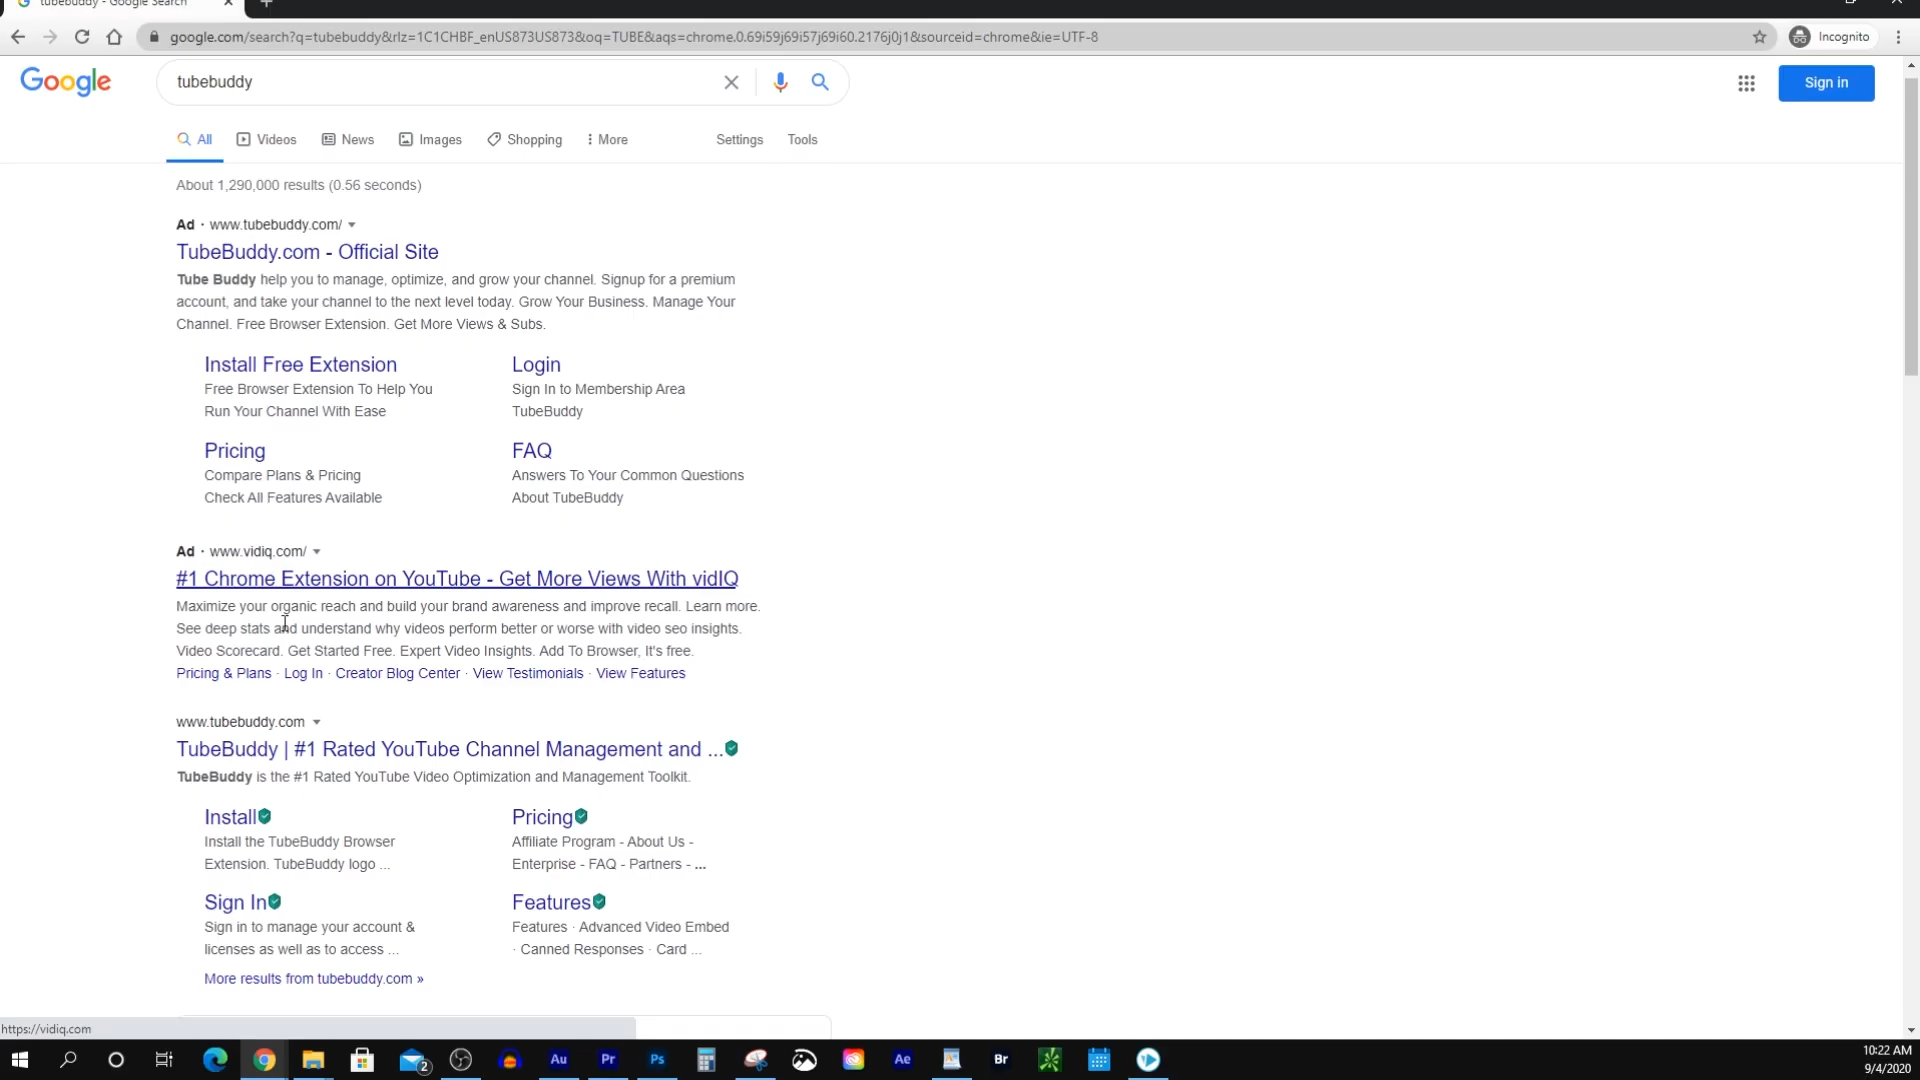 tubebuddy - Google Search
google.com/search?q=tubebuddy&rlz=1C1CHBF_enUS873US873&oq=TUBE&aqs=chrome.0.69i59j69i57j69i60.2176j0j1&sourceid=chrome&ie=UTF-8
Incognito
Google
tubebuddy
Sign in
All Videos News Images Shopping More Settings Tools
About 1,290,000 results (0.56 seconds)
Ad · www.tubebuddy.com/
TubeBuddy.com - Official Site
Tube Buddy help you to manage, optimize, and grow your channel. Signup for a premium
account, and take your channel to the next level today. Grow Your Business. Manage Your
Channel. Free Browser Extension. Get More Views & Subs.
Install Free Extension
Free Browser Extension To Help You
Run Your Channel With Ease
Login
Sign In to Membership Area
TubeBuddy
Pricing
Compare Plans & Pricing
Check All Features Available
FAQ
Answers To Your Common Questions
About TubeBuddy
Ad · www.vidiq.com/
#1 Chrome Extension on YouTube - Get More Views With vidIQ
Maximize your organic reach and build your brand awareness and improve recall. Learn more.
See deep stats and understand why videos perform better or worse with video seo insights.
Video Scorecard. Get Started Free. Expert Video Insights. Add To Browser, It's free.
Pricing & Plans · Log In · Creator Blog Center · View Testimonials · View Features
www.tubebuddy.com
TubeBuddy | #1 Rated YouTube Channel Management and ...
TubeBuddy is the #1 Rated YouTube Video Optimization and Management Toolkit.
Install
Install the TubeBuddy Browser
Extension. TubeBuddy logo ...
Pricing
Affiliate Program - About Us -
Enterprise - FAQ - Partners - ...
Sign In
Sign in to manage your account &
licenses as well as to access ...
Features
Features · Advanced Video Embed
· Canned Responses · Card ...
More results from tubebuddy.com »
https://vidiq.com
2
Au
Pr
Ps
Ae
Br
10:22 AM
9/4/2020